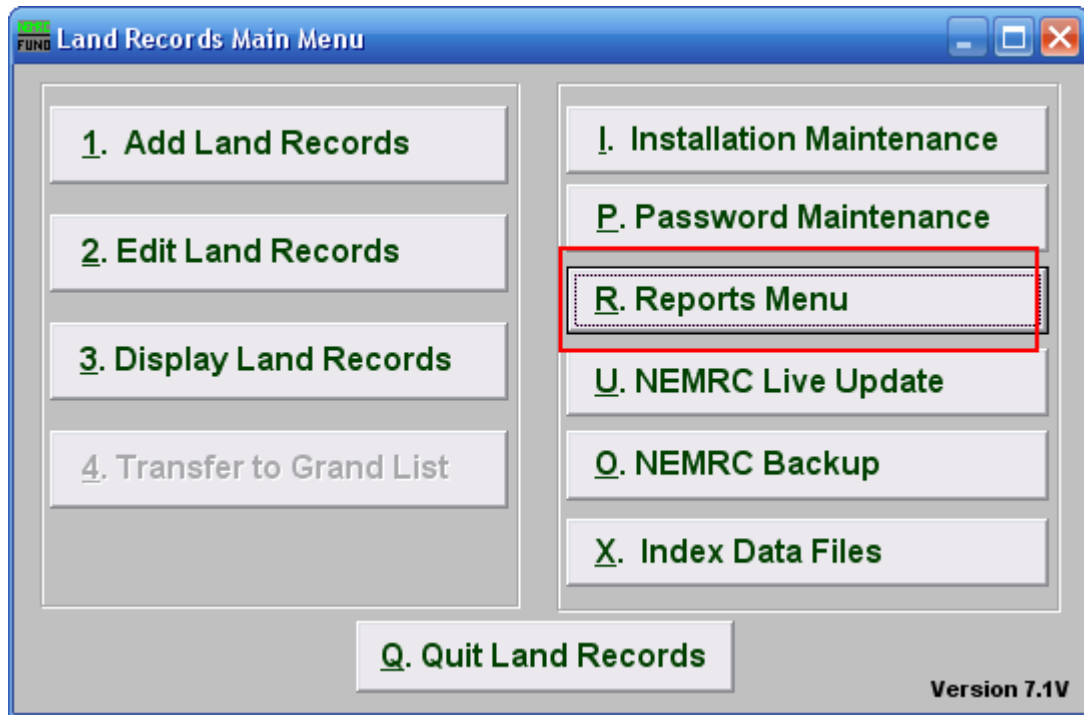 NEMRC
FUND Land Records Main Menu
1. Add Land Records
2. Edit Land Records
3. Display Land Records
4. Transfer to Grand List
I. Installation Maintenance
P. Password Maintenance
R. Reports Menu
U. NEMRC Live Update
O. NEMRC Backup
X. Index Data Files
Q. Quit Land Records
Version 7.1V